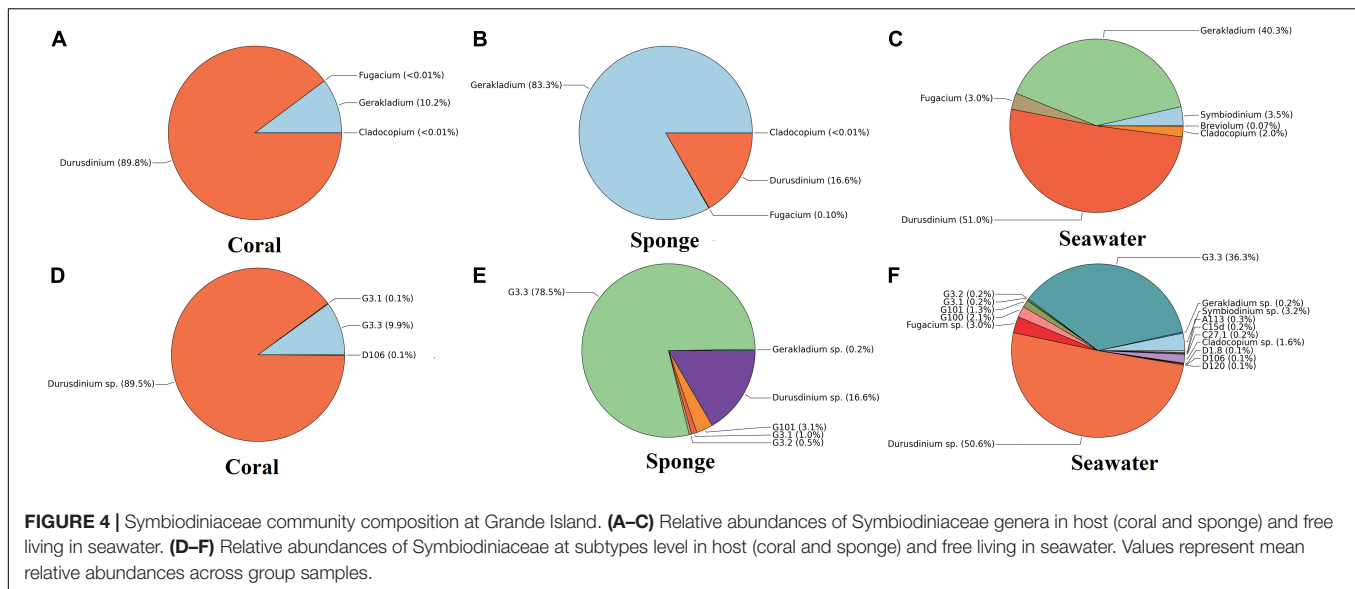 A
Fugacium (<0.01%)
Gerakladium (10.2%)
Cladocopium (<0.01%)
Durusdinium (89.8%)
Coral
B
Gerakladium (83.3%)
Cladocopium (<0.01%)
Durusdinium (16.6%)
Fugacium (0.10%)
Sponge
C
Gerakladium (40.3%)
Fugacium (3.0%)
Symbiodinium (3.5%)
Breviolum (0.07%)
Cladocopium (2.0%)
Durusdinium (51.0%)
Seawater
D
G3.1 (0.1%)
G3.3 (9.9%)
D106 (0.1%)
Durusdinium sp. (89.5%)
Coral
E
G3.3 (78.5%)
Gerakladium sp. (0.2%)
Durusdinium sp. (16.6%)
G101 (3.1%)
G3.1 (1.0%)
G3.2 (0.5%)
Sponge
F
G3.3 (36.3%)
G3.2 (0.2%)
G3.1 (0.2%)
G101 (1.3%)
G100 (2.1%)
Fugacium sp. (3.0%)
Gerakladium sp. (0.2%)
Symbiodinium sp. (3.2%)
A113 (0.3%)
C15d (0.2%)
C27.1 (0.2%)
Cladocopium sp. (1.6%)
D1.8 (0.1%)
D106 (0.1%)
D120 (0.1%)
Durusdinium sp. (50.6%)
Seawater
FIGURE 4 | Symbiodiniaceae community composition at Grande Island. (A–C) Relative abundances of Symbiodiniaceae genera in host (coral and sponge) and free
living in seawater. (D–F) Relative abundances of Symbiodiniaceae at subtypes level in host (coral and sponge) and free living in seawater. Values represent mean
relative abundances across group samples.